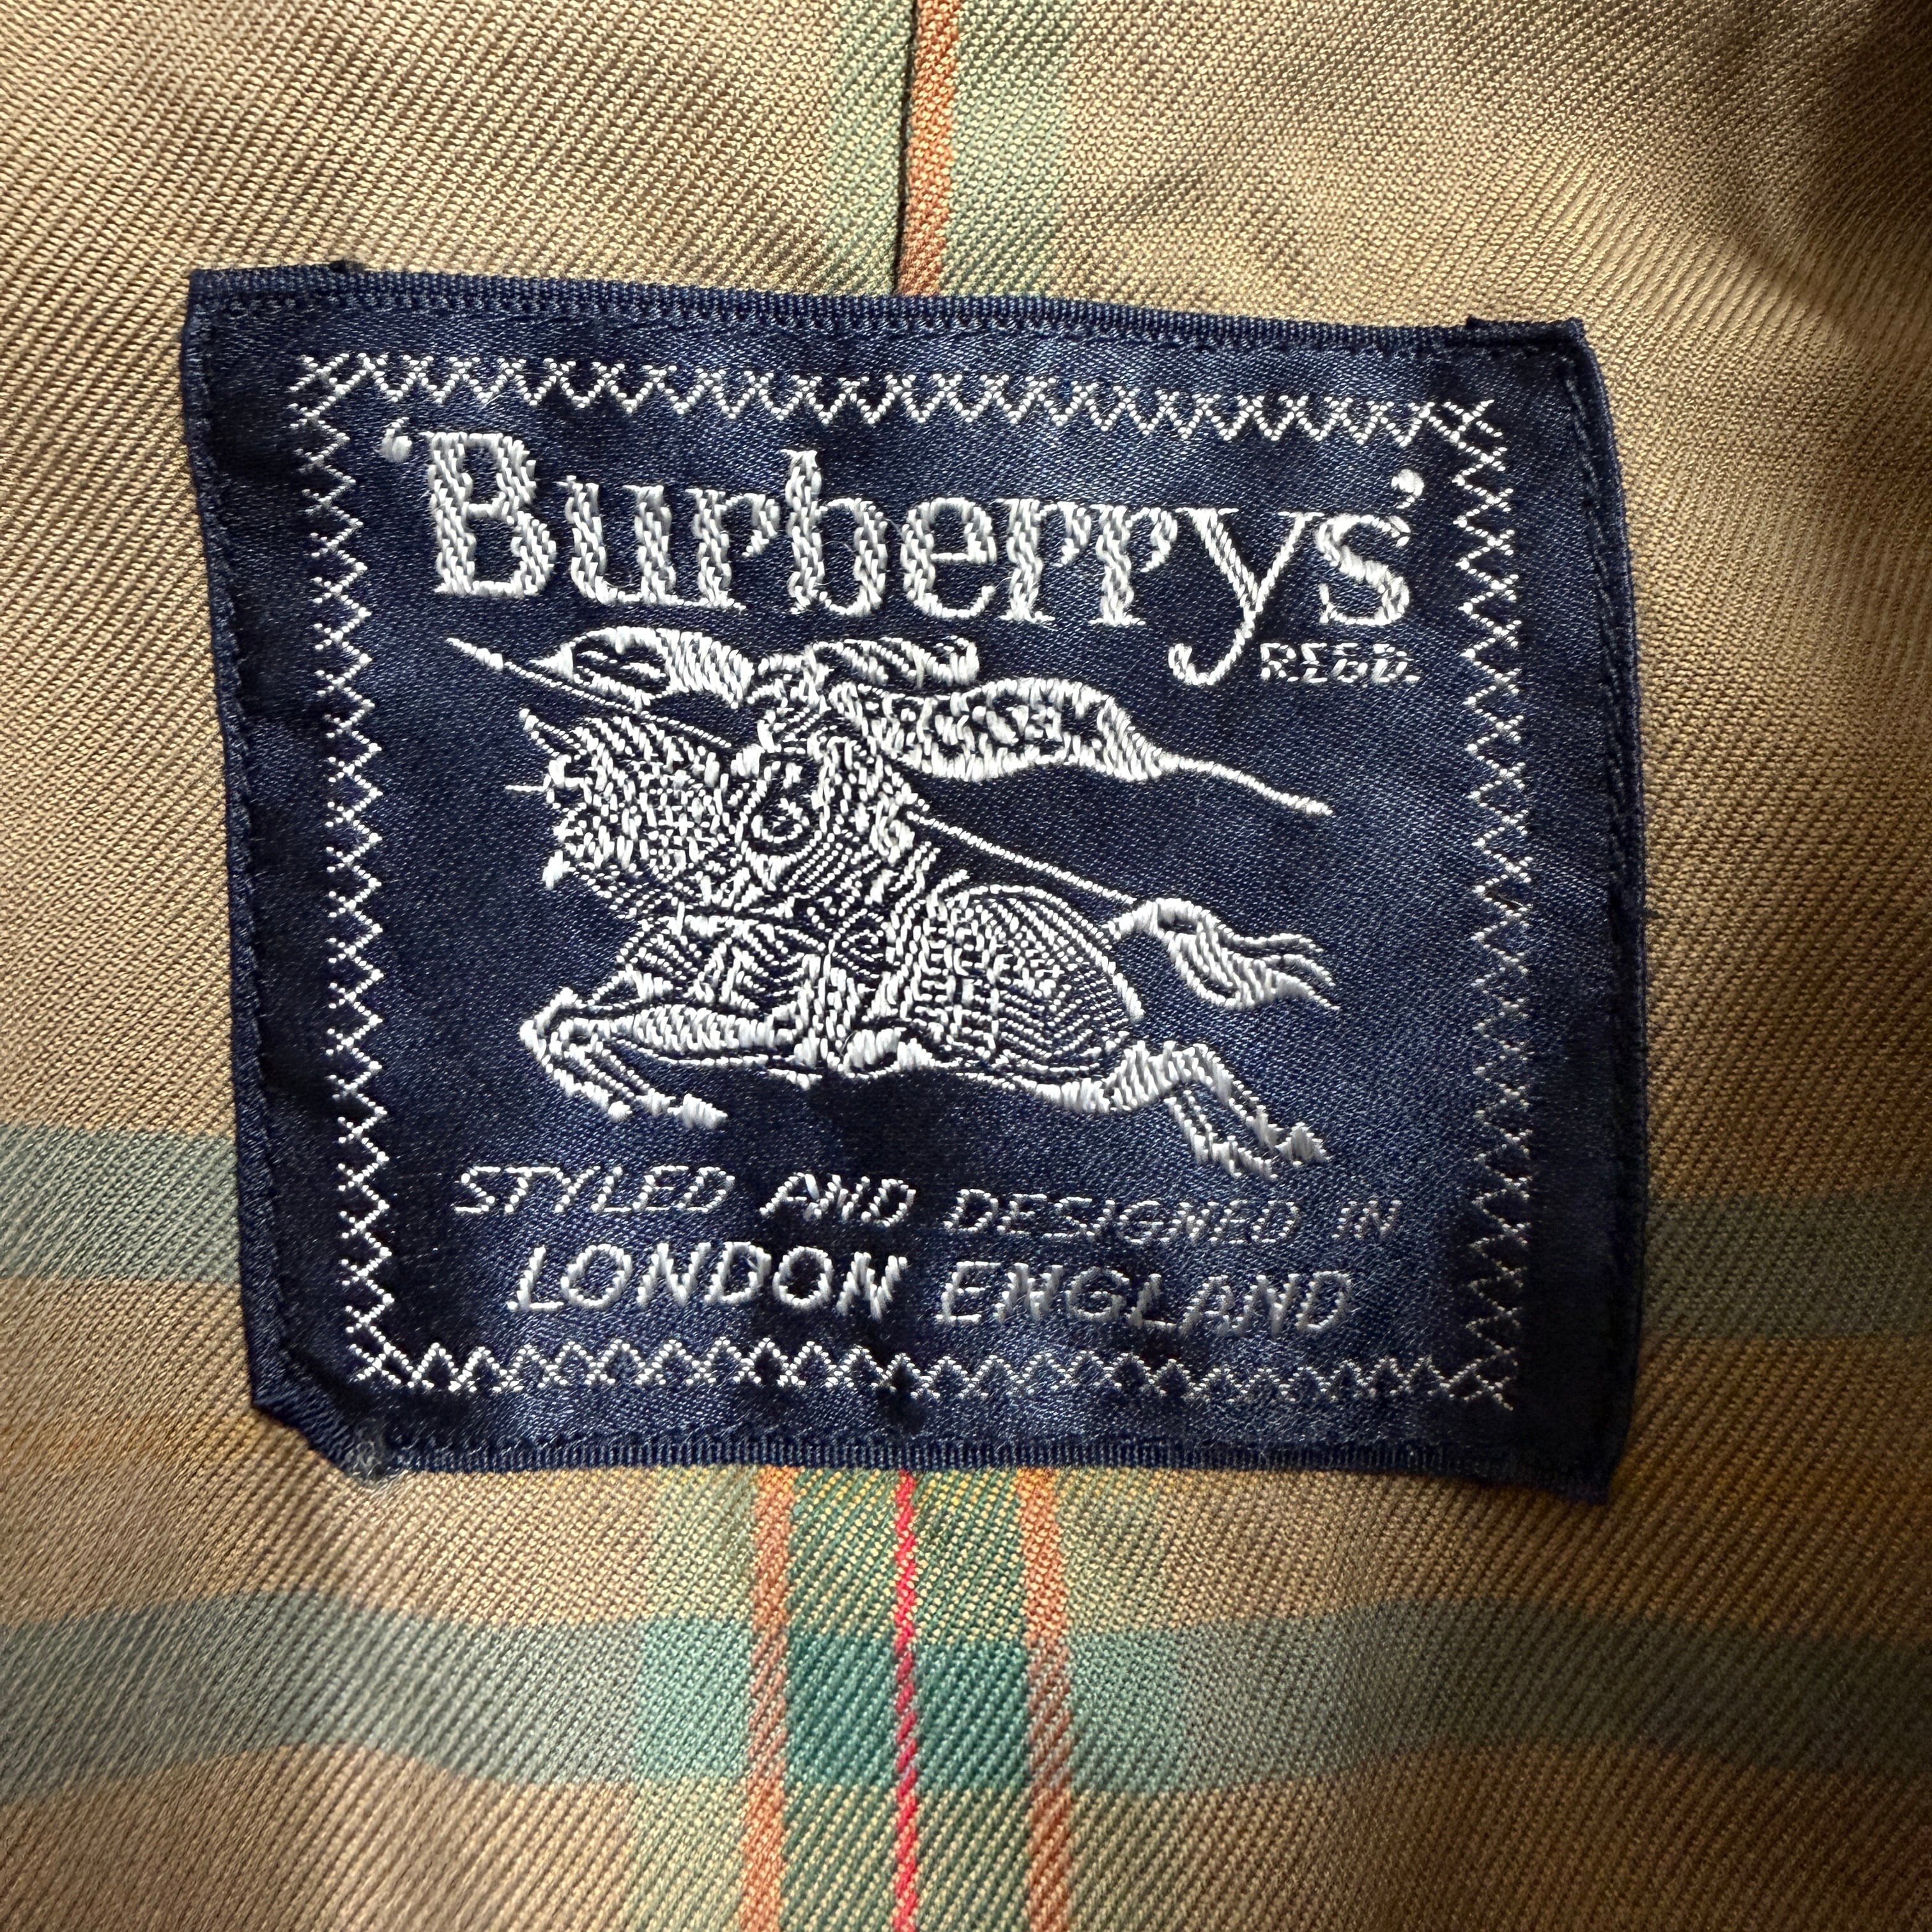 ‘Burberrys’
REGD.
STYLED AND DESIGNED IN
LONDON ENGLAND